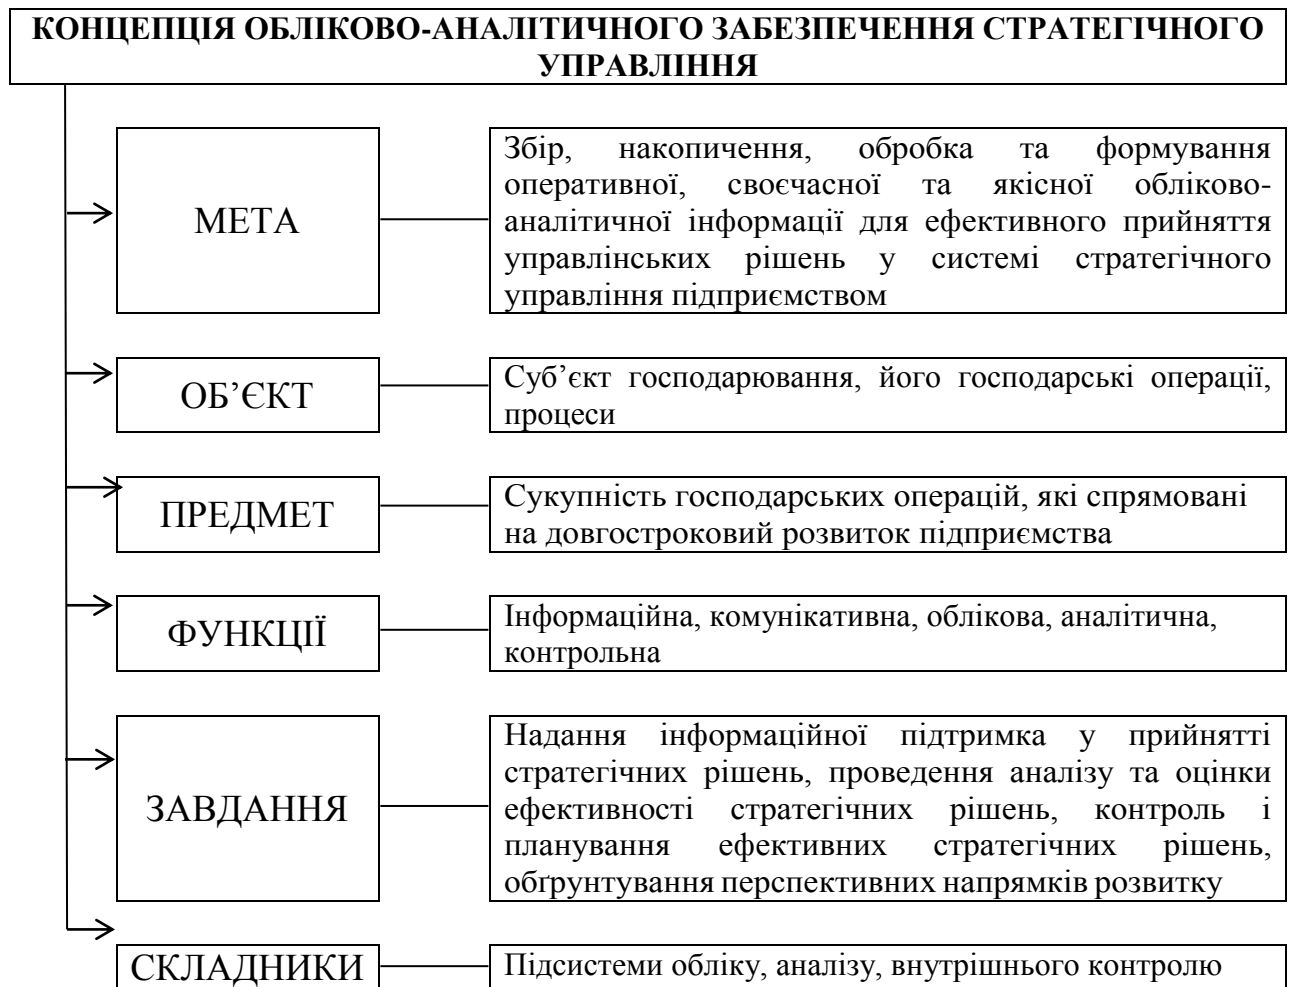 КОНЦЕПЦІЯ ОБЛІКОВО-АНАЛІТИЧНОГО ЗАБЕЗПЕЧЕННЯ СТРАТЕГІЧНОГО
УПРАВЛІННЯ
МЕТА
Збір, накопичення, обробка та формування
оперативної, своєчасної та якісної обліково-
аналітичної інформації для ефективного прийняття
управлінських рішень у системі стратегічного
управління підприємством
ОБ’ЄКТ
Суб’єкт господарювання, його господарські операції,
процеси
ПРЕДМЕТ
Сукупність господарських операцій, які спрямовані
на довгостроковий розвиток підприємства
ФУНКЦІЇ
Інформаційна, комунікативна, облікова, аналітична,
контрольна
ЗАВДАННЯ
Надання інформаційної підтримка у прийнятті
стратегічних рішень, проведення аналізу та оцінки
ефективності стратегічних рішень, контроль і
планування ефективних стратегічних рішень,
обґрунтування перспективних напрямків розвитку
СКЛАДНИКИ
Підсистеми обліку, аналізу, внутрішнього контролю